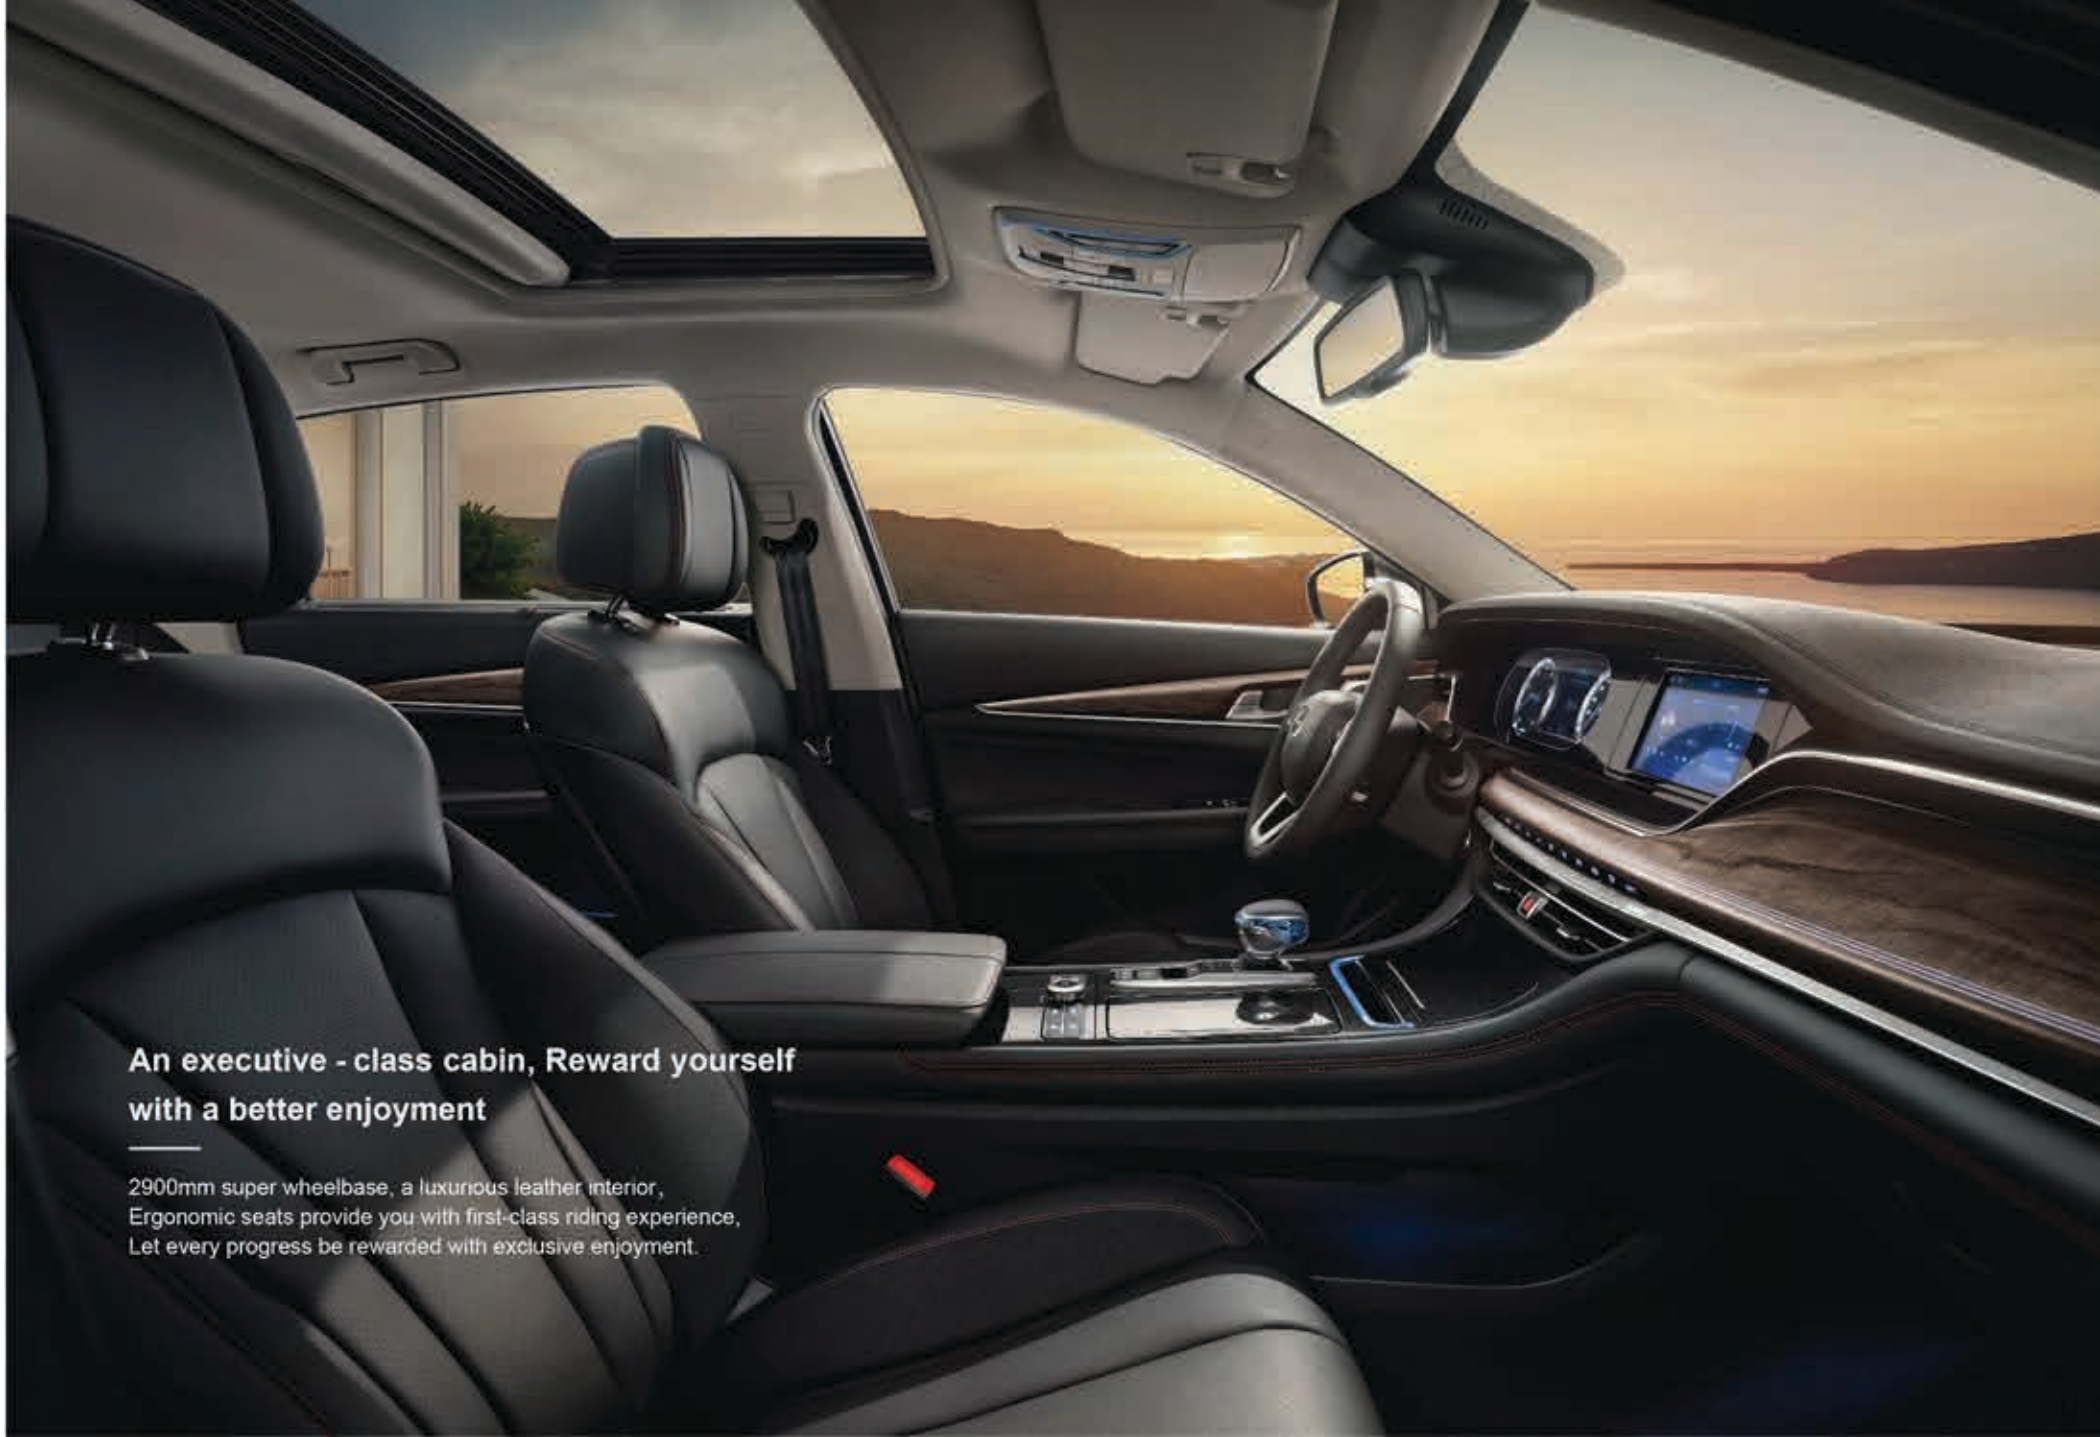 An executive - class cabin, Reward yourself
with a better enjoyment
2900mm super wheelbase, a luxurious leather interior,
Ergonomic seats provide you with first-class riding experience,
Let every progress be rewarded with exclusive enjoyment.